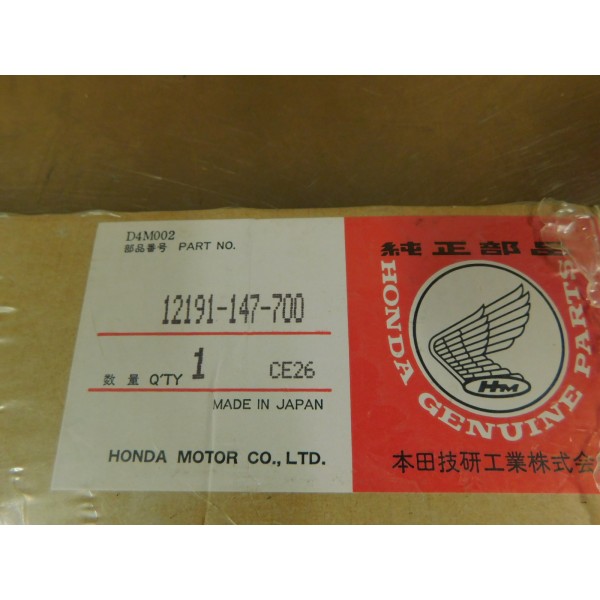 D4M002
部品番号 PART NO.
12191-147-700
数量 Q'TY 1 CE26
MADE IN JAPAN
HONDA MOTOR CO., LTD.
純正部品
HONDA GENUINE PARTS
HM
本田技研工業株式会